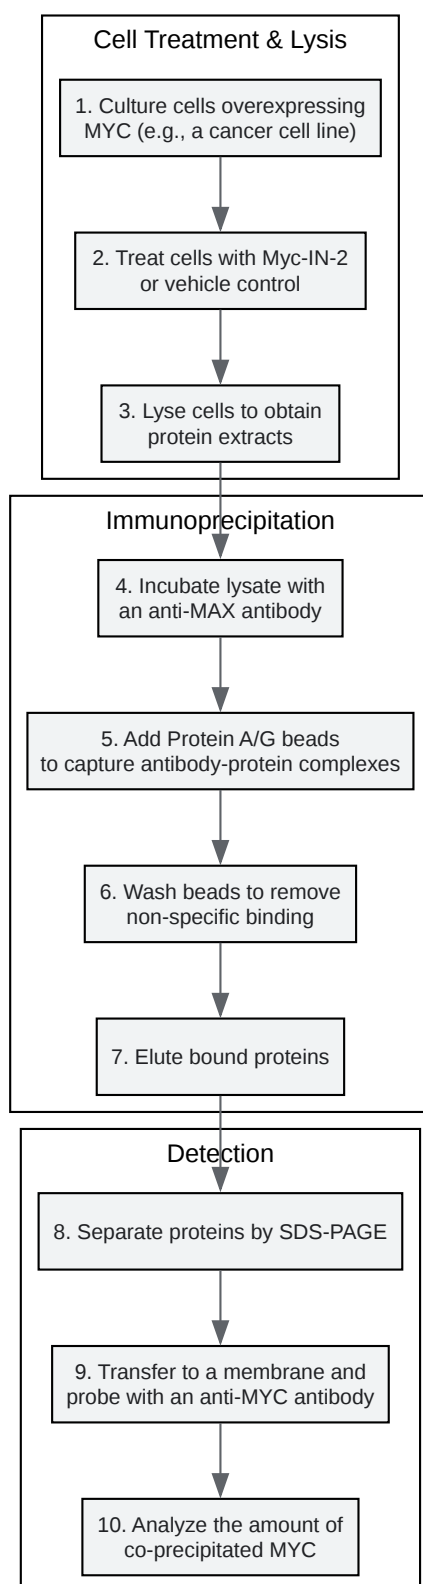 Cell Treatment & Lysis
1. Culture cells overexpressing
MYC (e.g., a cancer cell line)
2. Treat cells with Myc-IN-2
or vehicle control
3. Lyse cells to obtain
protein extracts
Immunoprecipitation
4. Incubate lysate with
an anti-MAX antibody
5. Add Protein A/G beads
to capture antibody-protein complexes
6. Wash beads to remove
non-specific binding
7. Elute bound proteins
Detection
8. Separate proteins by SDS-PAGE
9. Transfer to a membrane and
probe with an anti-MYC antibody
10. Analyze the amount of
co-precipitated MYC